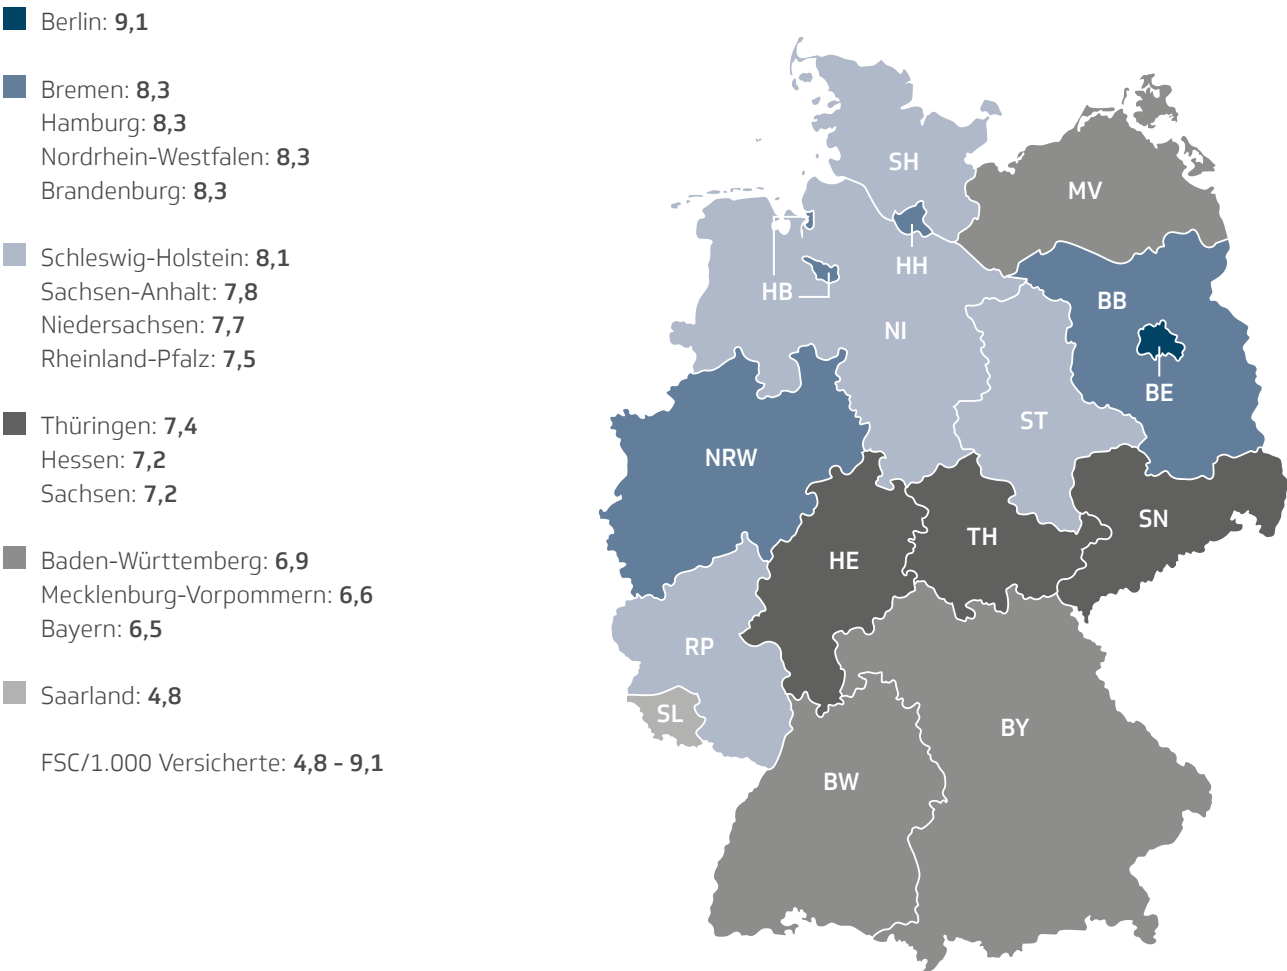 Berlin: 9,1
Bremen: 8,3
Hamburg: 8,3
Nordrhein-Westfalen: 8,3
Brandenburg: 8,3
Schleswig-Holstein: 8,1
Sachsen-Anhalt: 7,8
Niedersachsen: 7,7
Rheinland-Pfalz: 7,5
Thüringen: 7,4
Hessen: 7,2
Sachsen: 7,2
Baden-Württemberg: 6,9
Mecklenburg-Vorpommern: 6,6
Bayern: 6,5
Saarland: 4,8
FSC/1.000 Versicherte: 4,8 - 9,1
SH
MV
HH
HB
BB
NI
BE
ST
NRW
SN
TH
HE
RP
SL
BY
BW